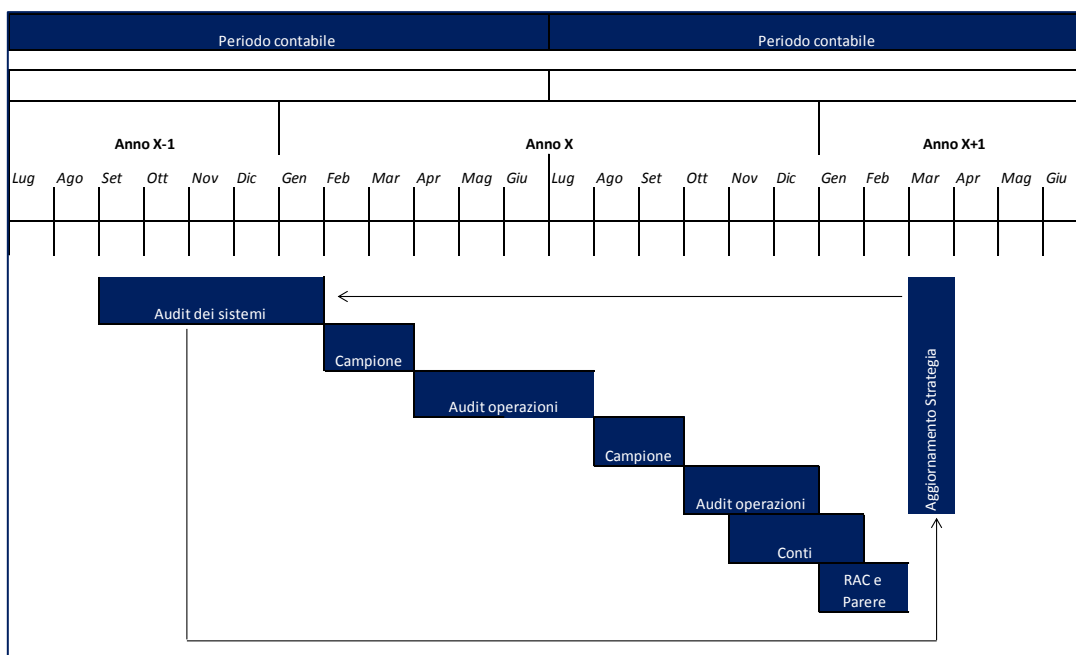 Periodo contabile Periodo contabile
Anno X-1 Anno X Anno X+1
Lug Ago Set Ott Nov Dic Gen Feb Mar Apr Mag Giu Lug Ago Set Ott Nov Dic Gen Feb Mar Apr Mag Giu
Audit dei sistemi
Campione
Audit operazioni
Campione
Audit operazioni
Conti
RAC e
Parere
Aggiornamento Strategia